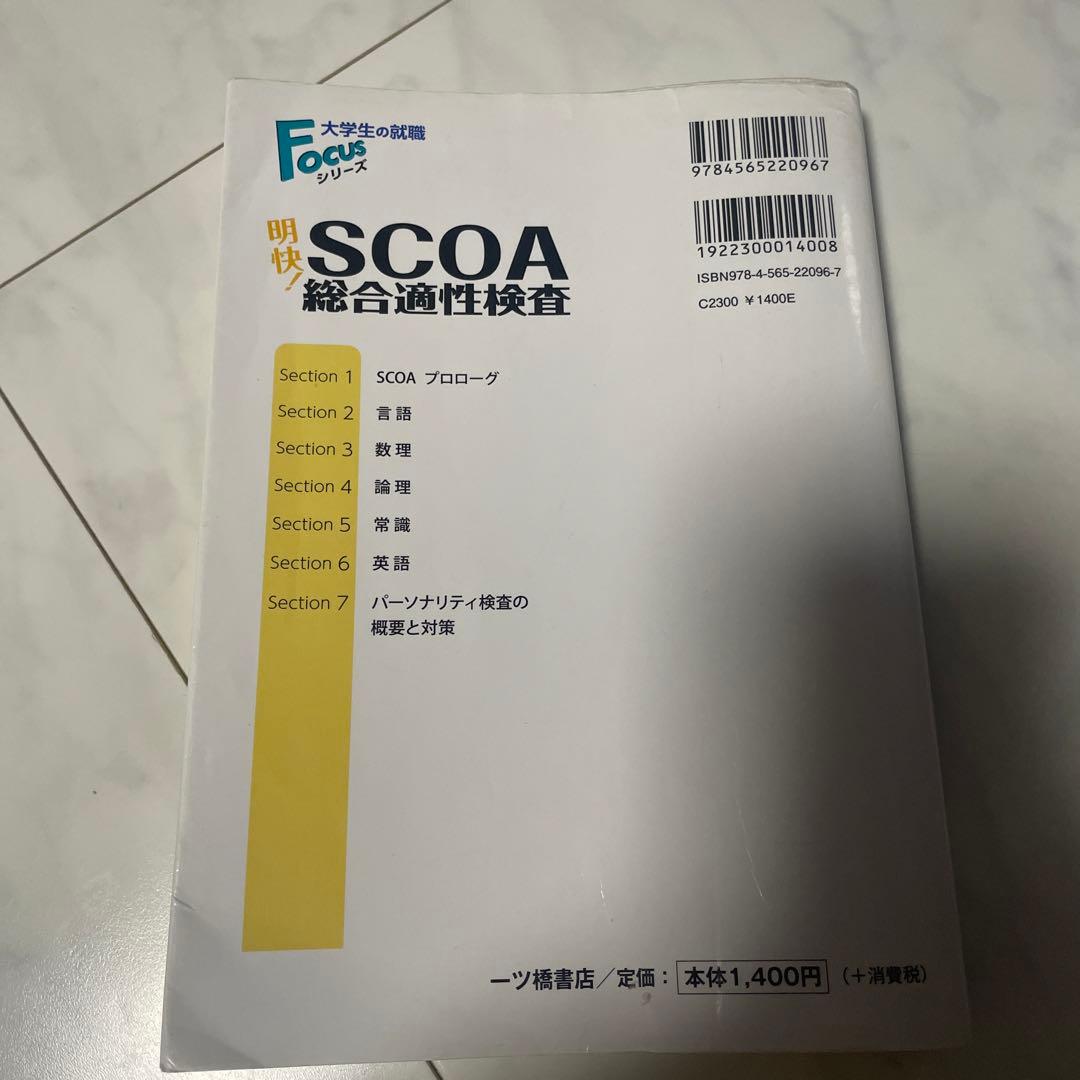 大学生の就職
Focus
シリーズ
明快!
SCOA
総合適性検査
9784565220967
1922300014008
ISBN978-4-565-22096-7
C2300 ¥1400E
Section 1 SCOA プロローグ
Section 2 言語
Section 3 数理
Section 4 論理
Section 5 常識
Section 6 英語
Section 7 パーソナリティ検査の
概要と対策
一ツ橋書店/定価: 本体1,400円 (+消費税)